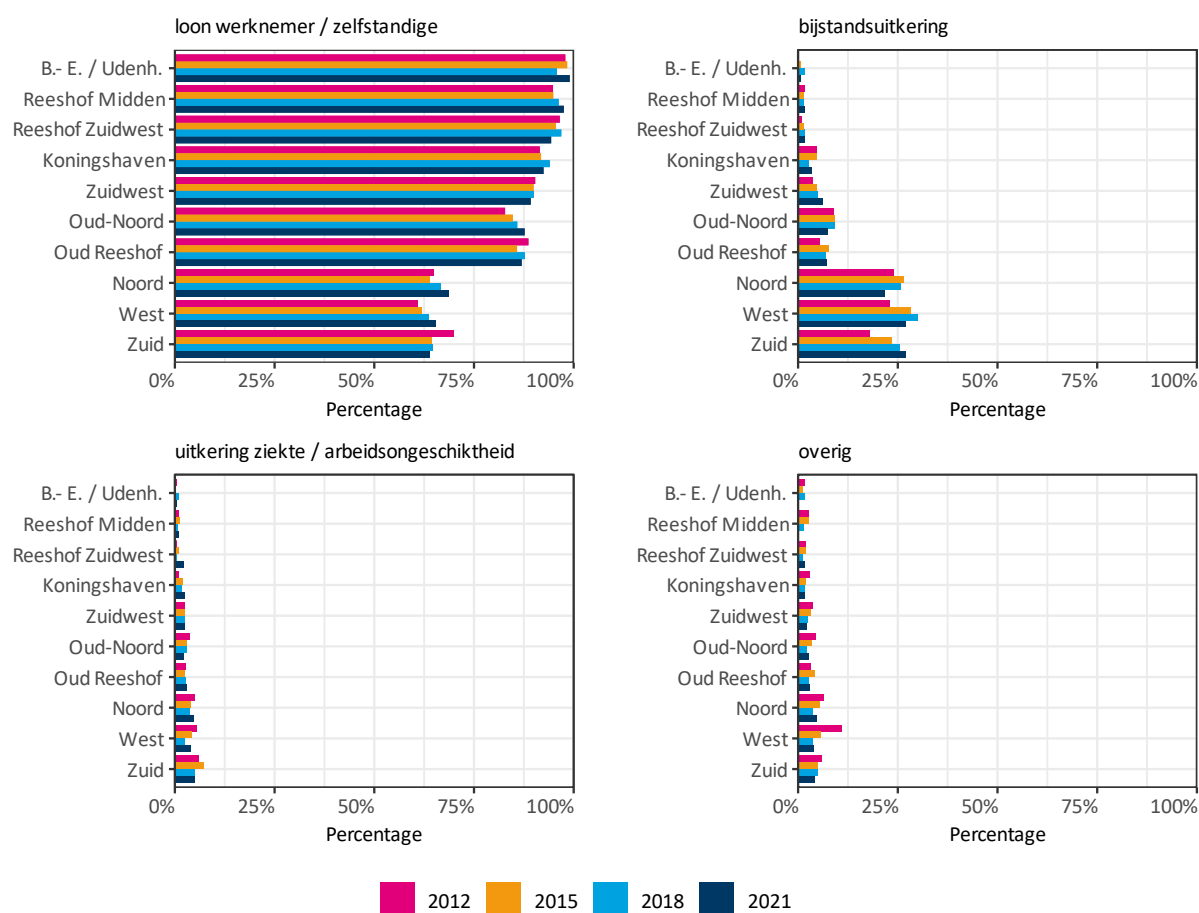 loon werknemer / zelfstandige
B.- E. / Udenh.
Reeshof Midden
Reeshof Zuidwest
Koningshaven
Zuidwest
Oud-Noord
Oud Reeshof
Noord
West
Zuid
0% 25% 50% 75% 100%
Percentage
bijstandsuitkering
B.- E. / Udenh.
Reeshof Midden
Reeshof Zuidwest
Koningshaven
Zuidwest
Oud-Noord
Oud Reeshof
Noord
West
Zuid
0% 25% 50% 75% 100%
Percentage
uitkering ziekte / arbeidsongeschiktheid
B.- E. / Udenh.
Reeshof Midden
Reeshof Zuidwest
Koningshaven
Zuidwest
Oud-Noord
Oud Reeshof
Noord
West
Zuid
0% 25% 50% 75% 100%
Percentage
overig
B.- E. / Udenh.
Reeshof Midden
Reeshof Zuidwest
Koningshaven
Zuidwest
Oud-Noord
Oud Reeshof
Noord
West
Zuid
0% 25% 50% 75% 100%
Percentage
2012 2015 2018 2021